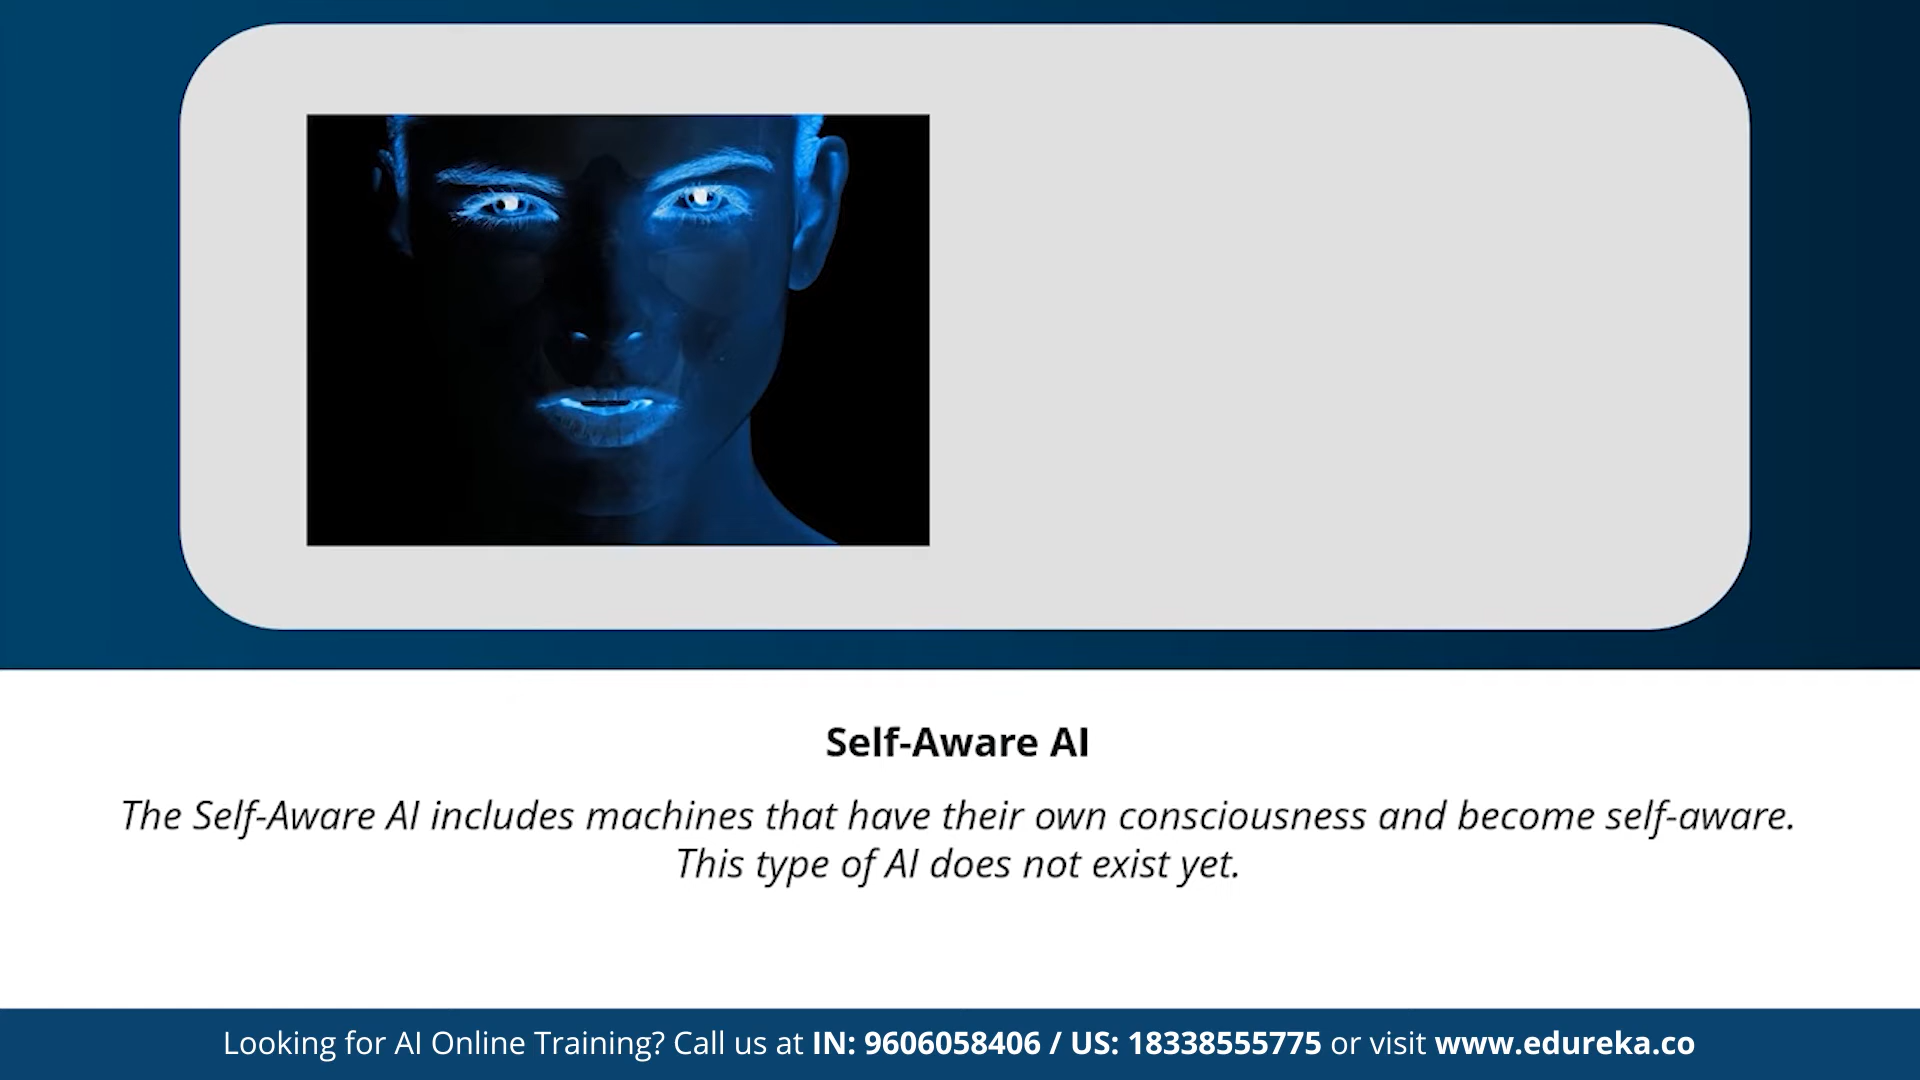 Self-Aware AI
The Self-Aware AI includes machines that have their own consciousness and become self-aware.
This type of AI does not exist yet.
Looking for AI Online Training? Call us at IN: 9606058406 / US: 18338555775 or visit www.edureka.co